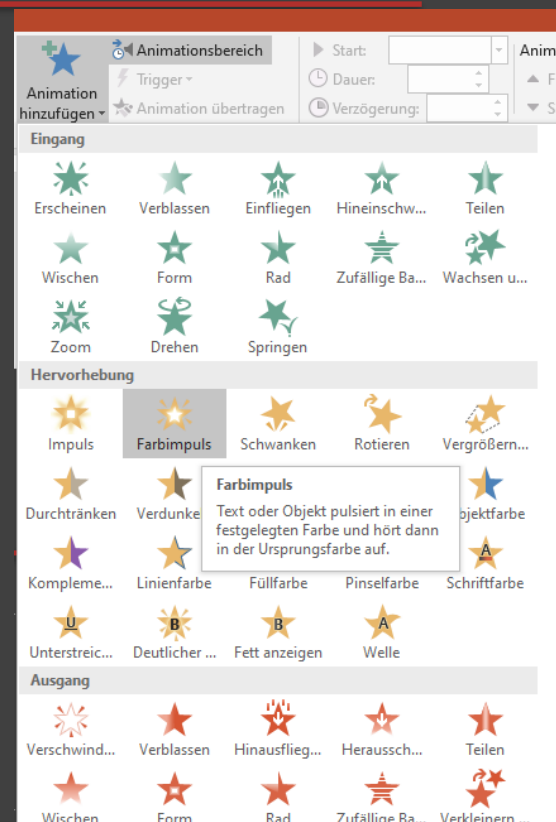 Animation hinzufügen
Animationsbereich
Trigger
Animation übertragen
Start:
Dauer:
Verzögerung:
Anim
F
S
Eingang
Erscheinen Verblassen Einfliegen Hineinschw... Teilen
Wischen Form Rad Zufällige Ba... Wachsen u...
Zoom Drehen Springen
Hervorhebung
Impuls Farbimpuls Schwanken Rotieren Vergrößern...
Farbimpuls
Text oder Objekt pulsiert in einer
festgelegten Farbe und hört dann
in der Ursprungsfarbe auf.
Durchtränken Verdunke bjektfarbe
Kompleme... Linienfarbe Füllfarbe Pinselfarbe Schriftfarbe
Unterstreic... Deutlicher ... Fett anzeigen Welle
Ausgang
Verschwind... Verblassen Hinausflieg... Heraussch... Teilen
Wischen Form Rad Zufällige Ba... Verkleinern ...